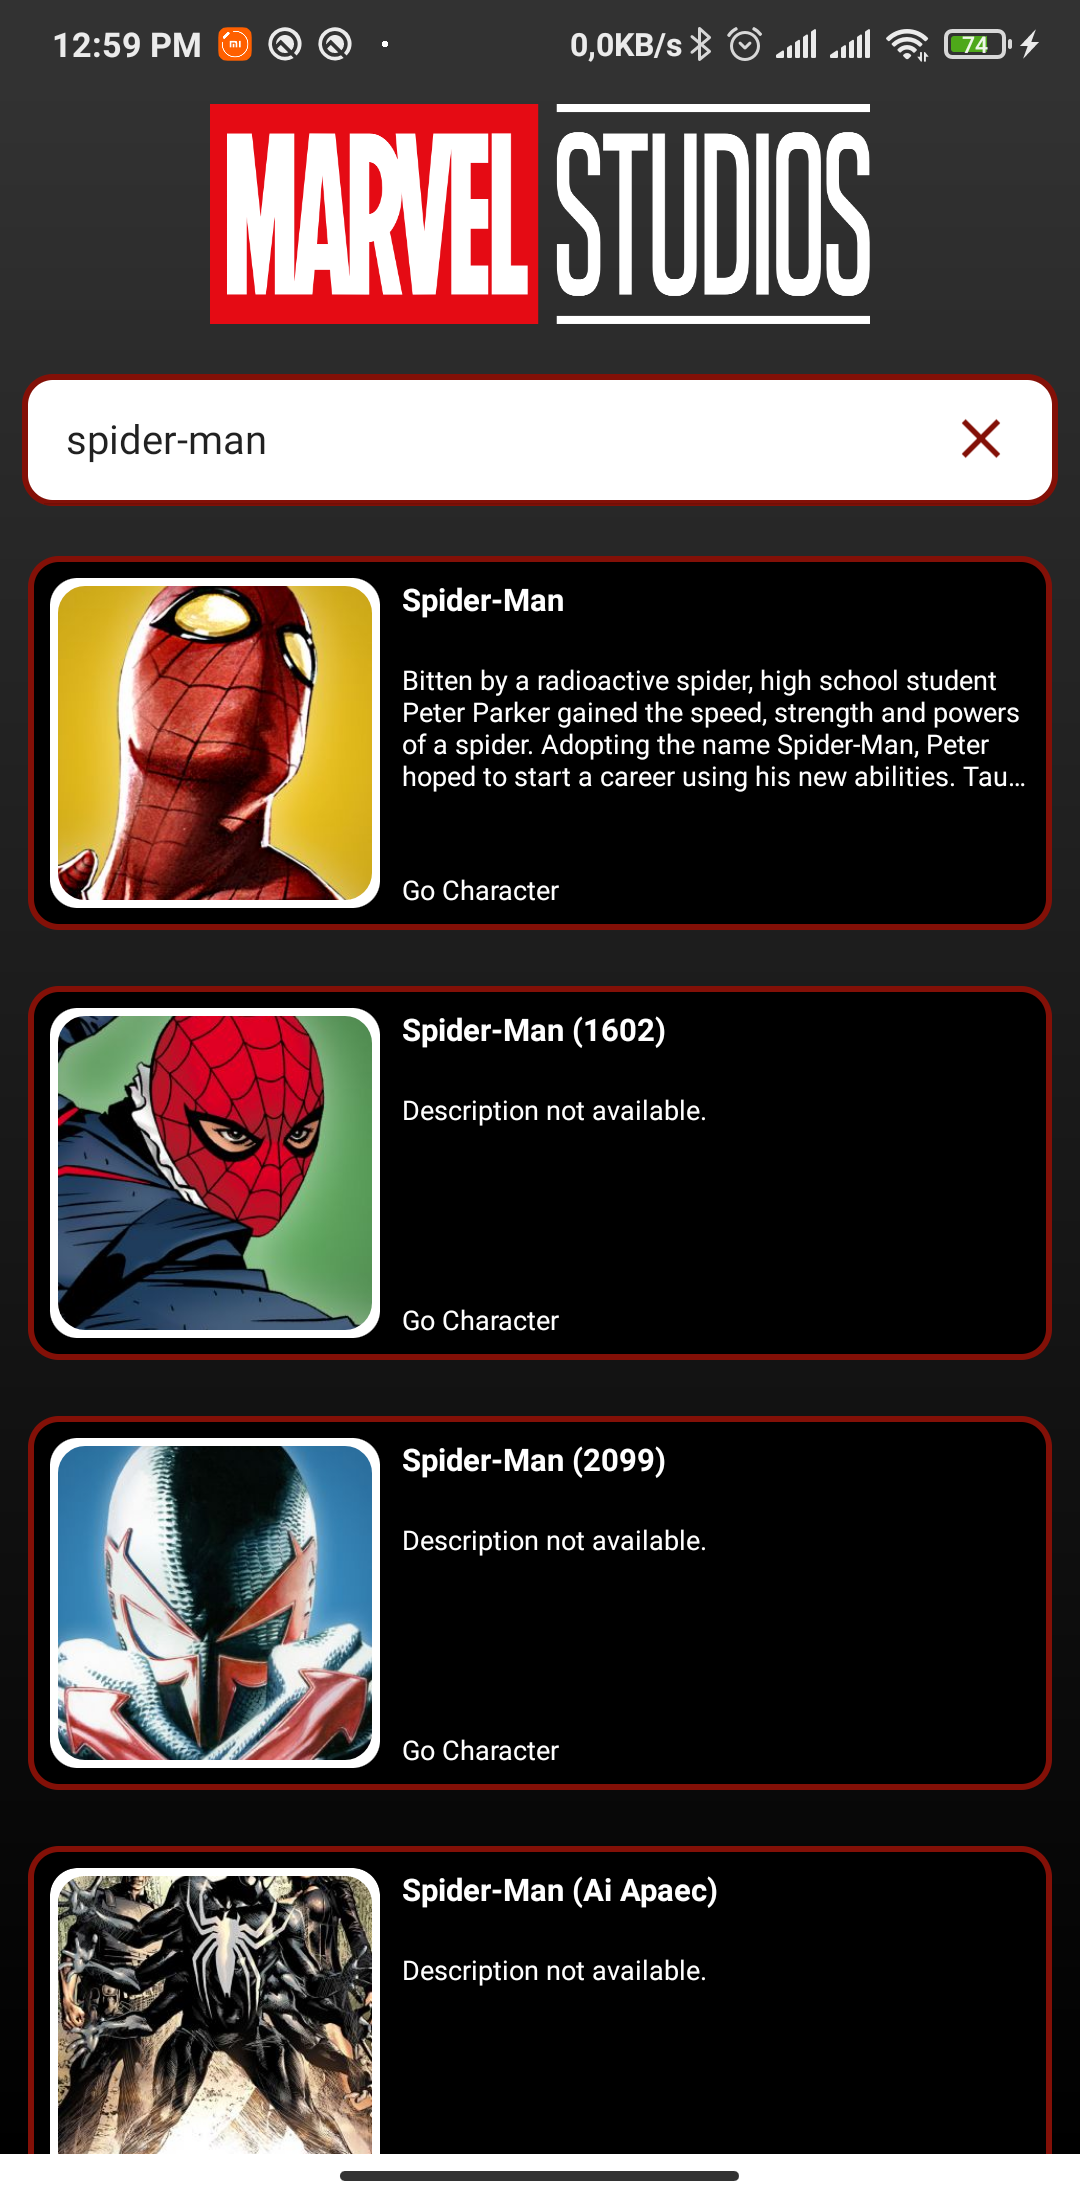 12:59 PM 0,0KB/s 74
MARVEL STUDIOS
spider-man
Spider-Man
Bitten by a radioactive spider, high school student
Peter Parker gained the speed, strength and powers
of a spider. Adopting the name Spider-Man, Peter
hoped to start a career using his new abilities. Tau...
Go Character
Spider-Man (1602)
Description not available.
Go Character
Spider-Man (2099)
Description not available.
Go Character
Spider-Man (Ai Apaec)
Description not available.